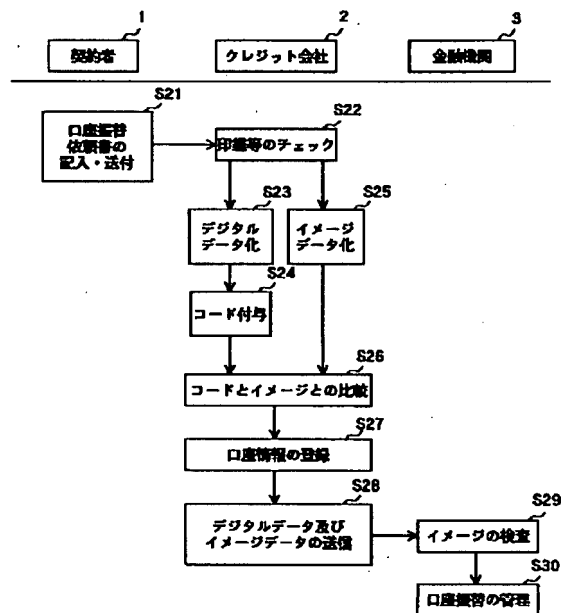 1
2
3
契約者
クレジット会社
金融機関
S21
口座振替
依頼書の
記入・送付
S22
印鑑等のチェック
S23
デジタル
データ化
S25
イメージ
データ化
S24
コード付与
S26
コードとイメージとの比較
S27
口座情報の登録
S28
デジタルデータ及び
イメージデータの送信
S29
イメージの検査
S30
口座振替の管理